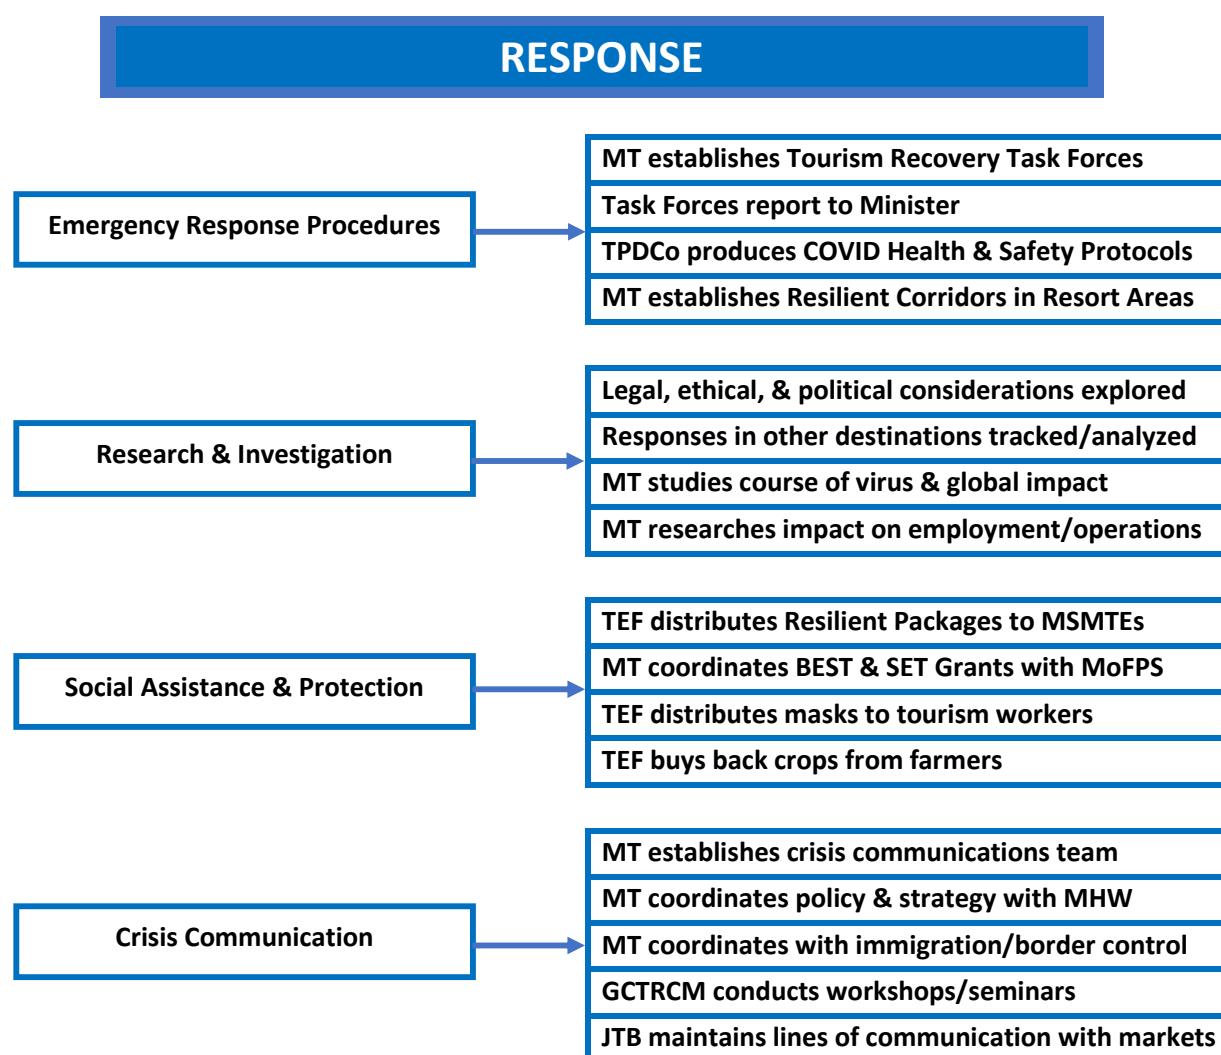 RESPONSE
Emergency Response Procedures
MT establishes Tourism Recovery Task Forces
Task Forces report to Minister
TPDCo produces COVID Health & Safety Protocols
MT establishes Resilient Corridors in Resort Areas
Research & Investigation
Legal, ethical, & political considerations explored
Responses in other destinations tracked/analyzed
MT studies course of virus & global impact
MT researches impact on employment/operations
Social Assistance & Protection
TEF distributes Resilient Packages to MSMTEs
MT coordinates BEST & SET Grants with MoFPS
TEF distributes masks to tourism workers
TEF buys back crops from farmers
Crisis Communication
MT establishes crisis communications team
MT coordinates policy & strategy with MHW
MT coordinates with immigration/border control
GCTRCM conducts workshops/seminars
JTB maintains lines of communication with markets